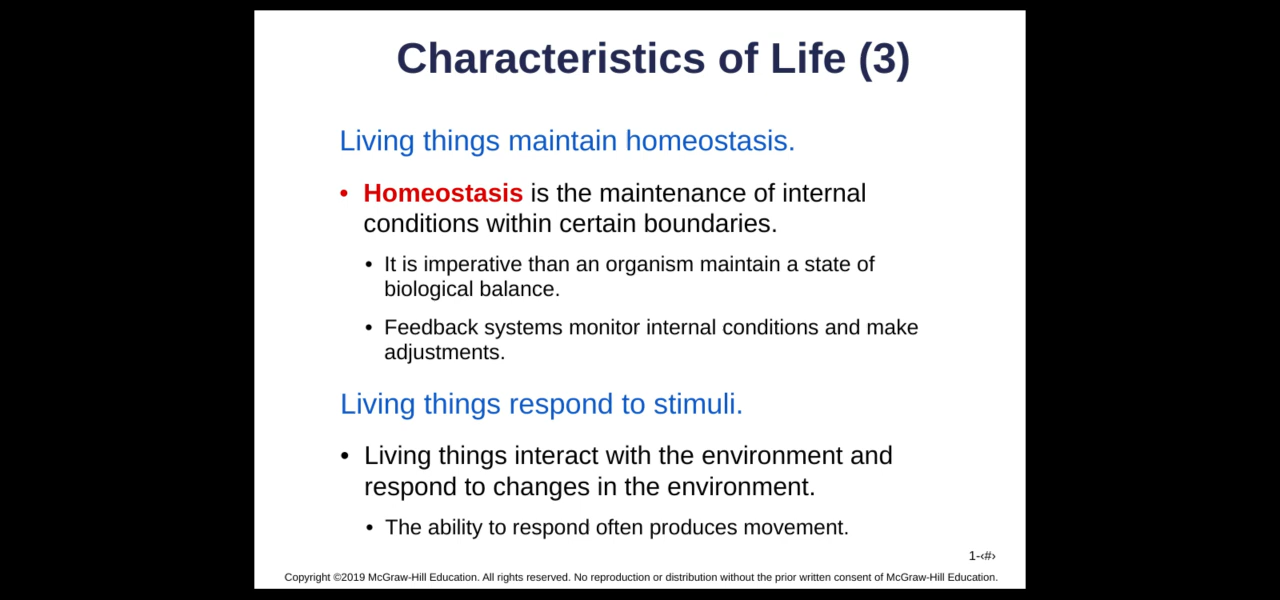 Characteristics of Life (3)
Living things maintain homeostasis.
• Homeostasis is the maintenance of internal
conditions within certain boundaries.
• It is imperative than an organism maintain a state of
biological balance.
• Feedback systems monitor internal conditions and make
adjustments.
Living things respond to stimuli.
• Living things interact with the environment and
respond to changes in the environment.
• The ability to respond often produces movement.
1-‹#›
Copyright ©2019 McGraw-Hill Education. All rights reserved. No reproduction or distribution without the prior written consent of McGraw-Hill Education.